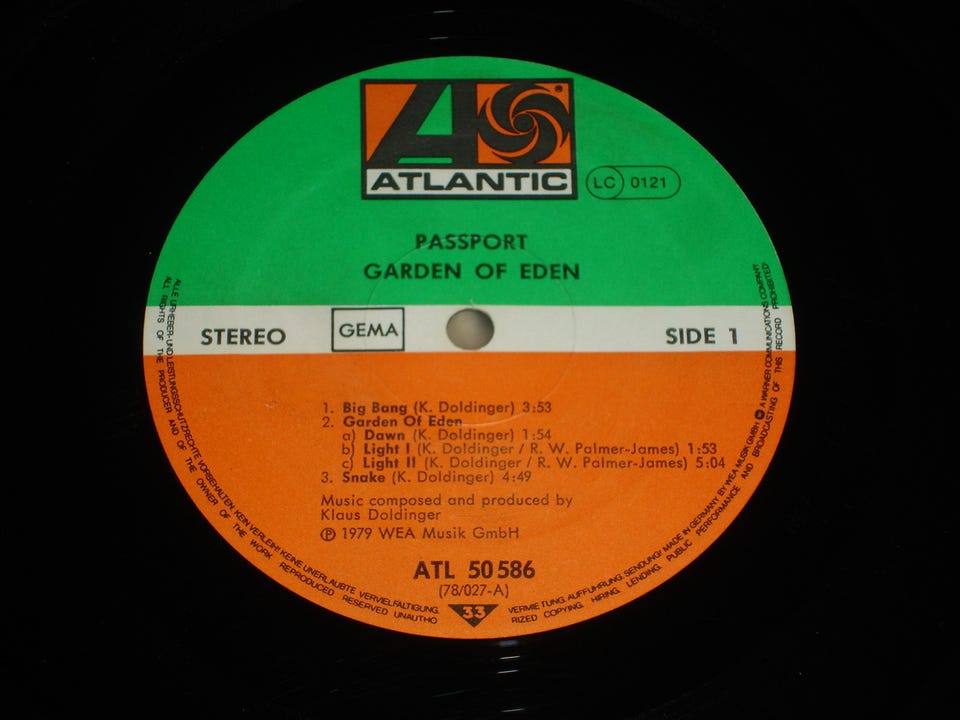 ATLANTIC
LC 0121
PASSPORT
GARDEN OF EDEN
STEREO GEMA SIDE 1
1. Big Bang (K. Doldinger) 3:53
2. Garden Of Eden
a) Dawn (K. Doldinger) 1:54
b) Light I (K. Doldinger / R. W. Palmer-James) 1:53
c) Light II (K. Doldinger / R. W. Palmer-James) 5:04
3. Snake (K. Doldinger) 4:49
Music composed and produced by
Klaus Doldinger
℗ 1979 WEA Musik GmbH
ATL 50 586
(78/027-A)
33
ALLE URHEBER- UND LEISTUNGSSCHUTZRECHTE VORBEHALTEN. KEIN VERLEIH! KEINE UNERLAUBTE VERVIELFÄLTIGUNG, VERMIETUNG, AUFFÜHRUNG, SENDUNG! MADE IN GERMANY BY WEA MUSIK GMBH A WARNER COMMUNICATIONS COMPANY
ALL RIGHTS OF THE PRODUCER AND OF THE OWNER OF THE WORK REPRODUCED RESERVED UNAUTHO RIZED COPYING, HIRING, LENDING, PUBLIC PERFORMANCE AND BROADCASTING OF THIS RECORD PROHIBITED!